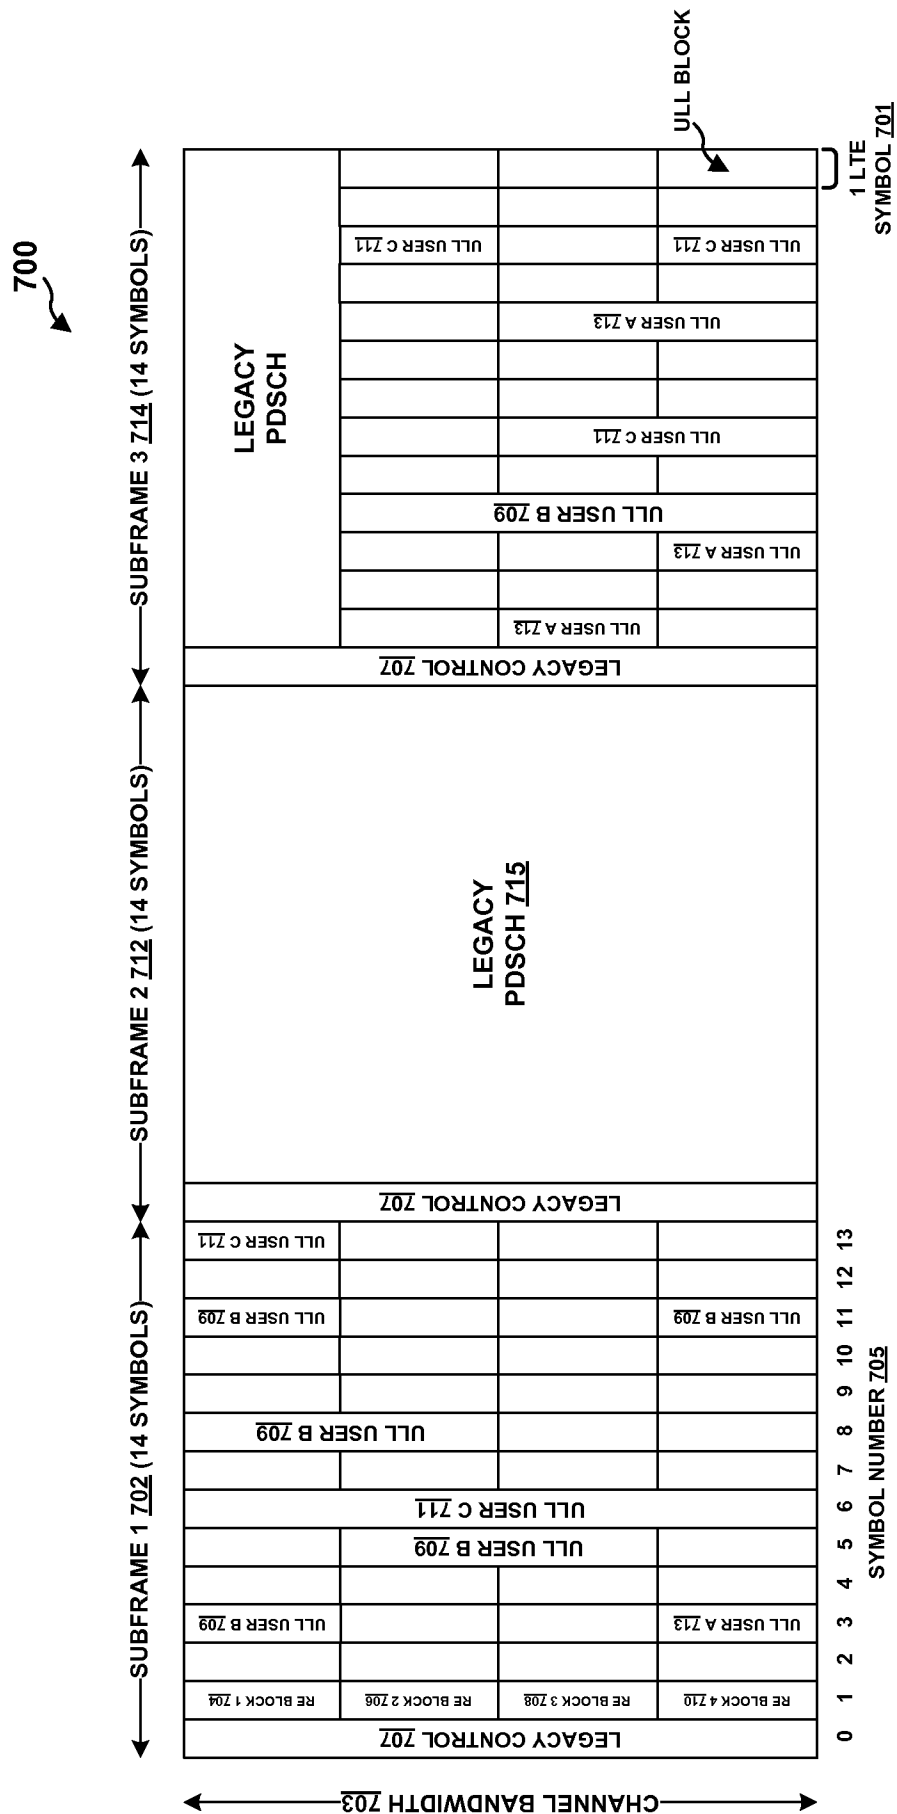 700
SUBFRAME 1 702 (14 SYMBOLS)
SUBFRAME 2 712 (14 SYMBOLS)
SUBFRAME 3 714 (14 SYMBOLS)
CHANNEL BANDWIDTH 703
LEGACY CONTROL 707
RE BLOCK 1 704
RE BLOCK 2 706
RE BLOCK 3 708
RE BLOCK 4 710
ULL USER B 709
ULL USER A 713
ULL USER B 709
ULL USER C 711
ULL USER B 709
ULL USER B 709
ULL USER B 709
ULL USER C 711
LEGACY CONTROL 707
LEGACY
PDSCH 715
LEGACY CONTROL 707
LEGACY
PDSCH
ULL USER A 713
ULL USER A 713
ULL USER B 709
ULL USER C 711
ULL USER A 713
ULL USER C 711
ULL USER C 711
ULL BLOCK
0 1 2 3 4 5 6 7 8 9 10 11 12 13
SYMBOL NUMBER 705
1 LTE
SYMBOL 701